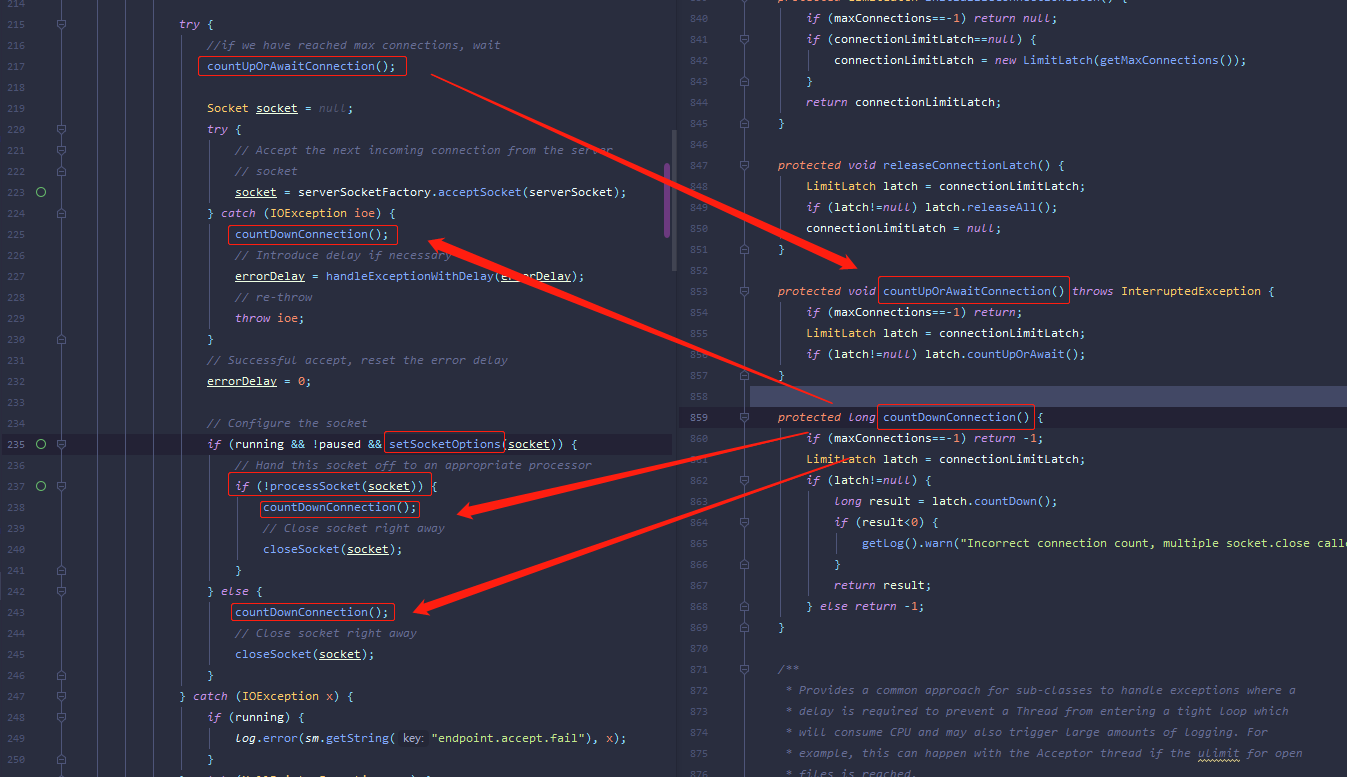 214
215 try {
216 //if we have reached max connections, wait
217 countUpOrAwaitConnection();
218
219 Socket socket = null;
220 try {
221 // Accept the next incoming connection from the server
222 // socket
223 socket = serverSocketFactory.acceptSocket(serverSocket);
224 } catch (IOException ioe) {
225 countDownConnection();
226 // Introduce delay if necessary
227 errorDelay = handleExceptionWithDelay(errorDelay);
228 // re-throw
229 throw ioe;
230 }
231 // Successful accept, reset the error delay
232 errorDelay = 0;
233
234 // Configure the socket
235 if (running && !paused && setSocketOptions(socket)) {
236 // Hand this socket off to an appropriate processor
237 if (!processSocket(socket)) {
238 countDownConnection();
239 // Close socket right away
240 closeSocket(socket);
241 }
242 } else {
243 countDownConnection();
244 // Close socket right away
245 closeSocket(socket);
246 }
247 } catch (IOException x) {
248 if (running) {
249 log.error(sm.getString( key: "endpoint.accept.fail"), x);
250 }
840 if (maxConnections==-1) return null;
841 if (connectionLimitLatch==null) {
842 connectionLimitLatch = new LimitLatch(getMaxConnections());
843 }
844 return connectionLimitLatch;
845 }
846
847 protected void releaseConnectionLatch() {
848 LimitLatch latch = connectionLimitLatch;
849 if (latch!=null) latch.releaseAll();
850 connectionLimitLatch = null;
851 }
852
853 protected void countUpOrAwaitConnection() throws InterruptedException {
854 if (maxConnections==-1) return;
855 LimitLatch latch = connectionLimitLatch;
856 if (latch!=null) latch.countUpOrAwait();
857 }
858
859 protected long countDownConnection() {
860 if (maxConnections==-1) return -1;
861 LimitLatch latch = connectionLimitLatch;
862 if (latch!=null) {
863 long result = latch.countDown();
864 if (result<0) {
865 getLog().warn("Incorrect connection count, multiple socket.close calle
866 }
867 return result;
868 } else return -1;
869 }
870
871 /**
872 * Provides a common approach for sub-classes to handle exceptions where a
873 * delay is required to prevent a Thread from entering a tight loop which
874 * will consume CPU and may also trigger large amounts of logging. For
875 * example, this can happen with the Acceptor thread if the ulimit for open
876 * files is reached.